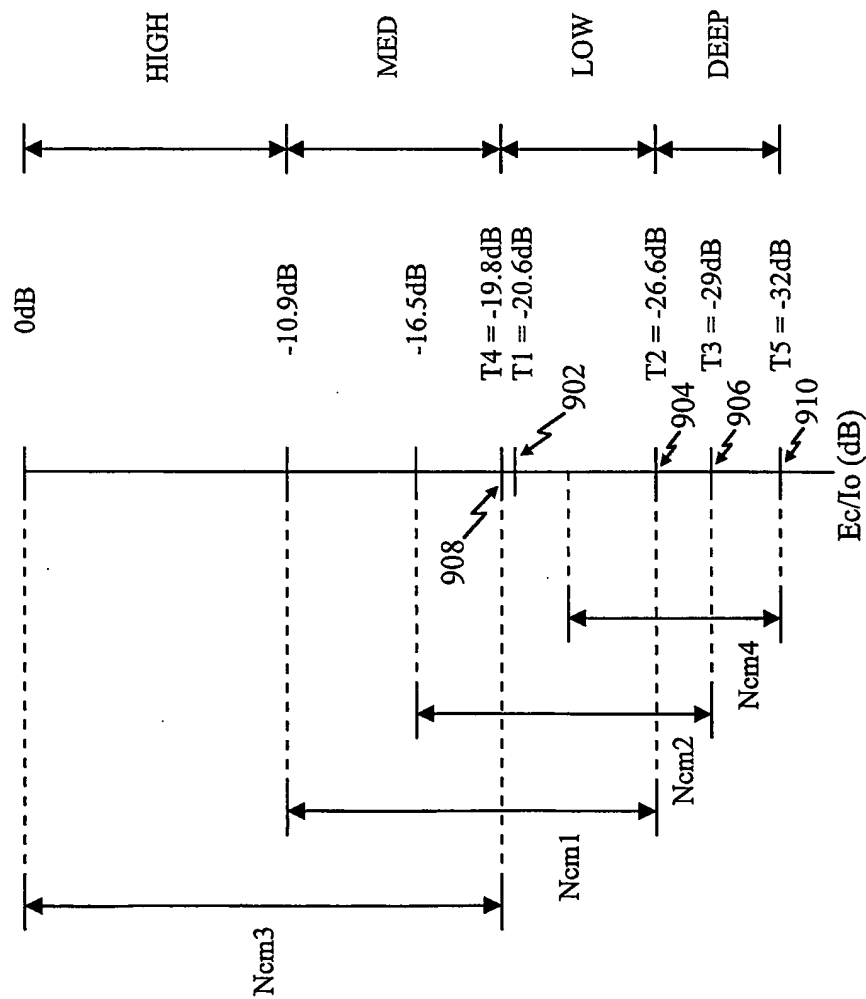 0dB
HIGH
-10.9dB
MED
-16.5dB
T4 = -19.8dB
T1 = -20.6dB
LOW
T2 = -26.6dB
T3 = -29dB
DEEP
T5 = -32dB
902
904
906
908
910
Ec/Io (dB)
Ncm3
Ncm1
Ncm2
Ncm4